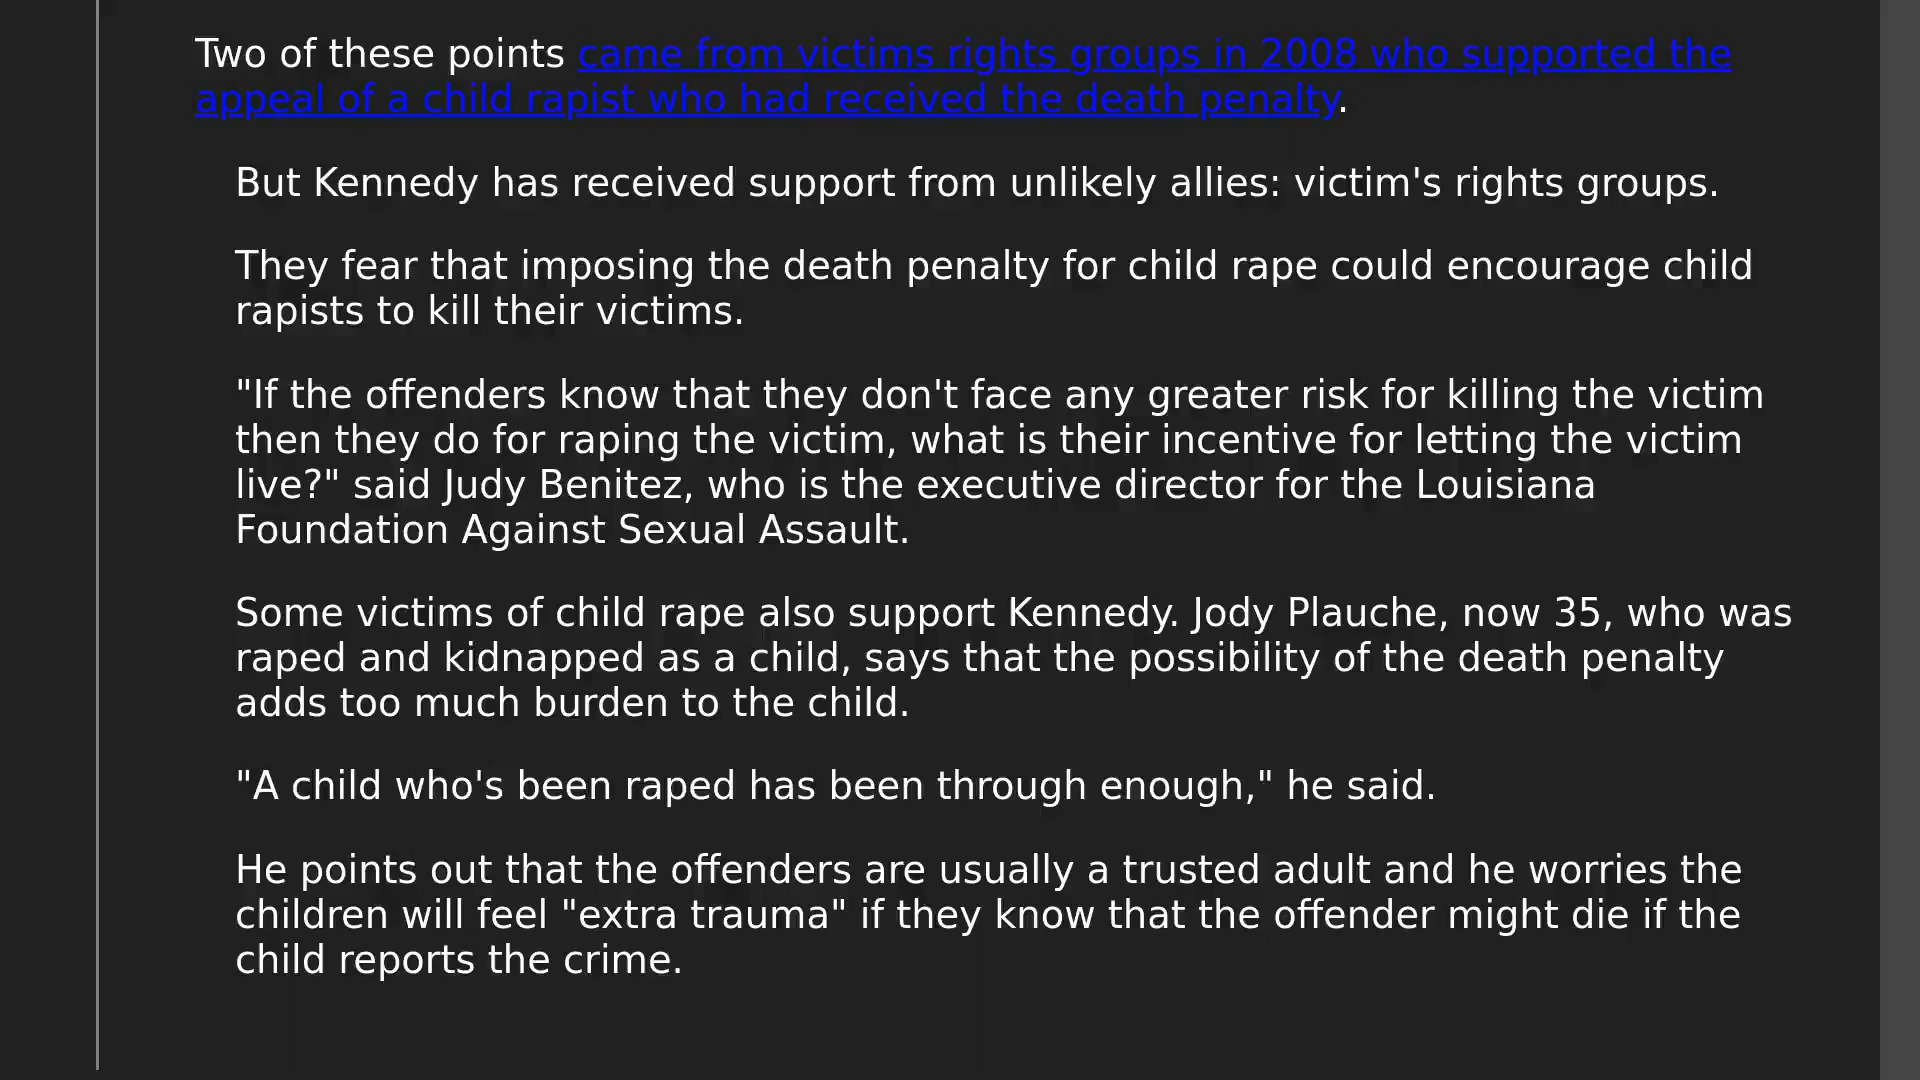 Two of these points came from victims rights groups in 2008 who supported the
appeal of a child rapist who had received the death penalty.
But Kennedy has received support from unlikely allies: victim's rights groups.
They fear that imposing the death penalty for child rape could encourage child
rapists to kill their victims.
"If the offenders know that they don't face any greater risk for killing the victim
then they do for raping the victim, what is their incentive for letting the victim
live?" said Judy Benitez, who is the executive director for the Louisiana
Foundation Against Sexual Assault.
Some victims of child rape also support Kennedy. Jody Plauche, now 35, who was
raped and kidnapped as a child, says that the possibility of the death penalty
adds too much burden to the child.
"A child who's been raped has been through enough," he said.
He points out that the offenders are usually a trusted adult and he worries the
children will feel "extra trauma" if they know that the offender might die if the
child reports the crime.